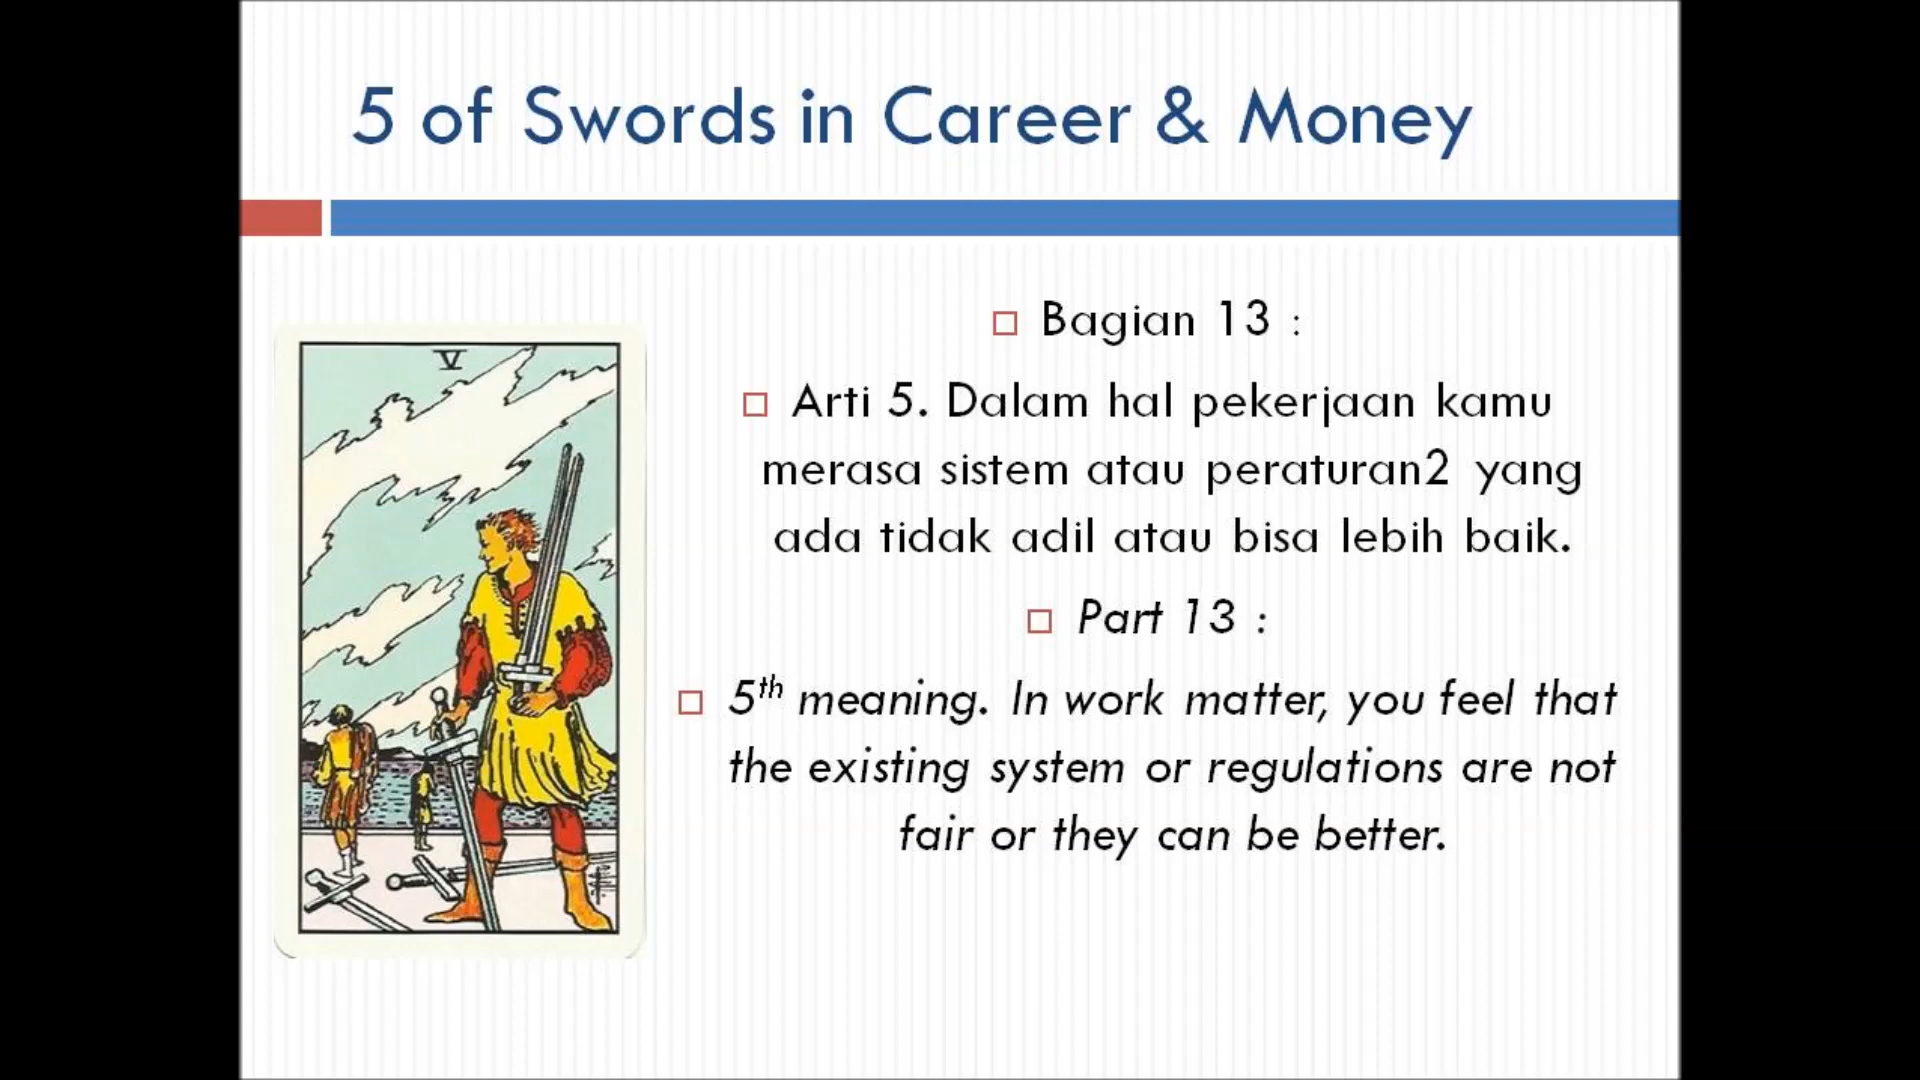 5 of Swords in Career & Money
V
Bagian 13 :
Arti 5. Dalam hal pekerjaan kamu
merasa sistem atau peraturan2 yang
ada tidak adil atau bisa lebih baik.
Part 13 :
5th meaning. In work matter, you feel that
the existing system or regulations are not
fair or they can be better.